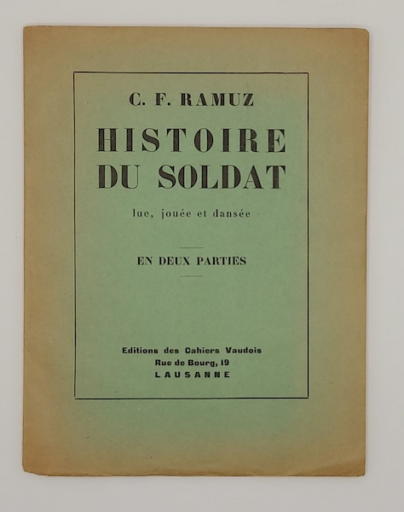 C. F. RAMUZ
HISTOIRE
DU SOLDAT
lue, jouée et dansée
EN DEUX PARTIES
Editions des Cahiers Vaudois
Rue de Bourg, 19
LAUSANNE